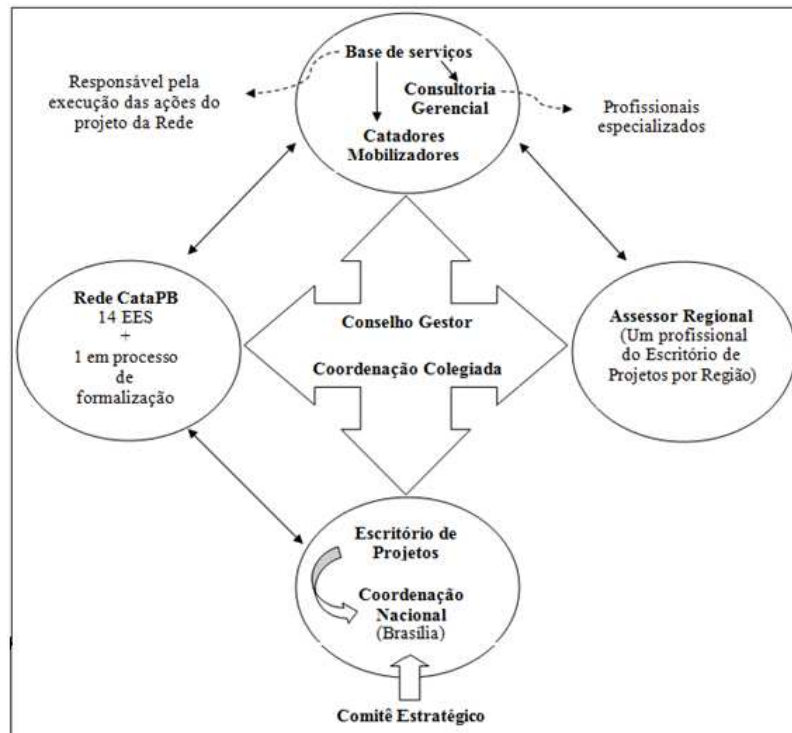 Base de serviços
Consultoria
Gerencial
Catadores
Mobilizadores
Responsável pela
execução das ações do
projeto da Rede
Profissionais
especializados
Rede CataPB
14 EES
+
1 em processo
de
formalização
Conselho Gestor
Coordenação Colegiada
Assessor Regional
(Um profissional
do Escritório de
Projetos por Região)
Escritório de
Projetos
Coordenação
Nacional
(Brasília)
Comitê Estratégico